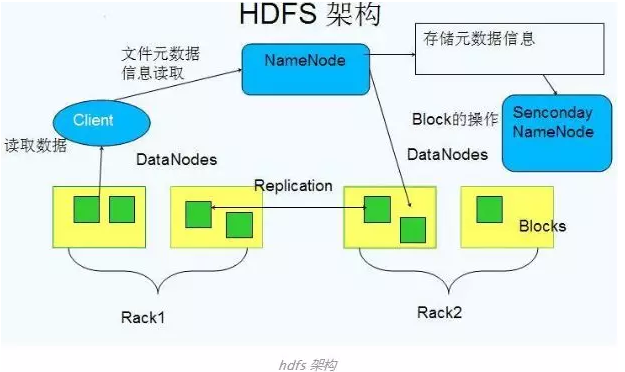 HDFS 架构
文件元数据
信息读取
NameNode
存储元数据信息
Client
Block的操作
Senconday
NameNode
读取数据
DataNodes
DataNodes
Replication
Blocks
Rack1
Rack2
hdfs 架构